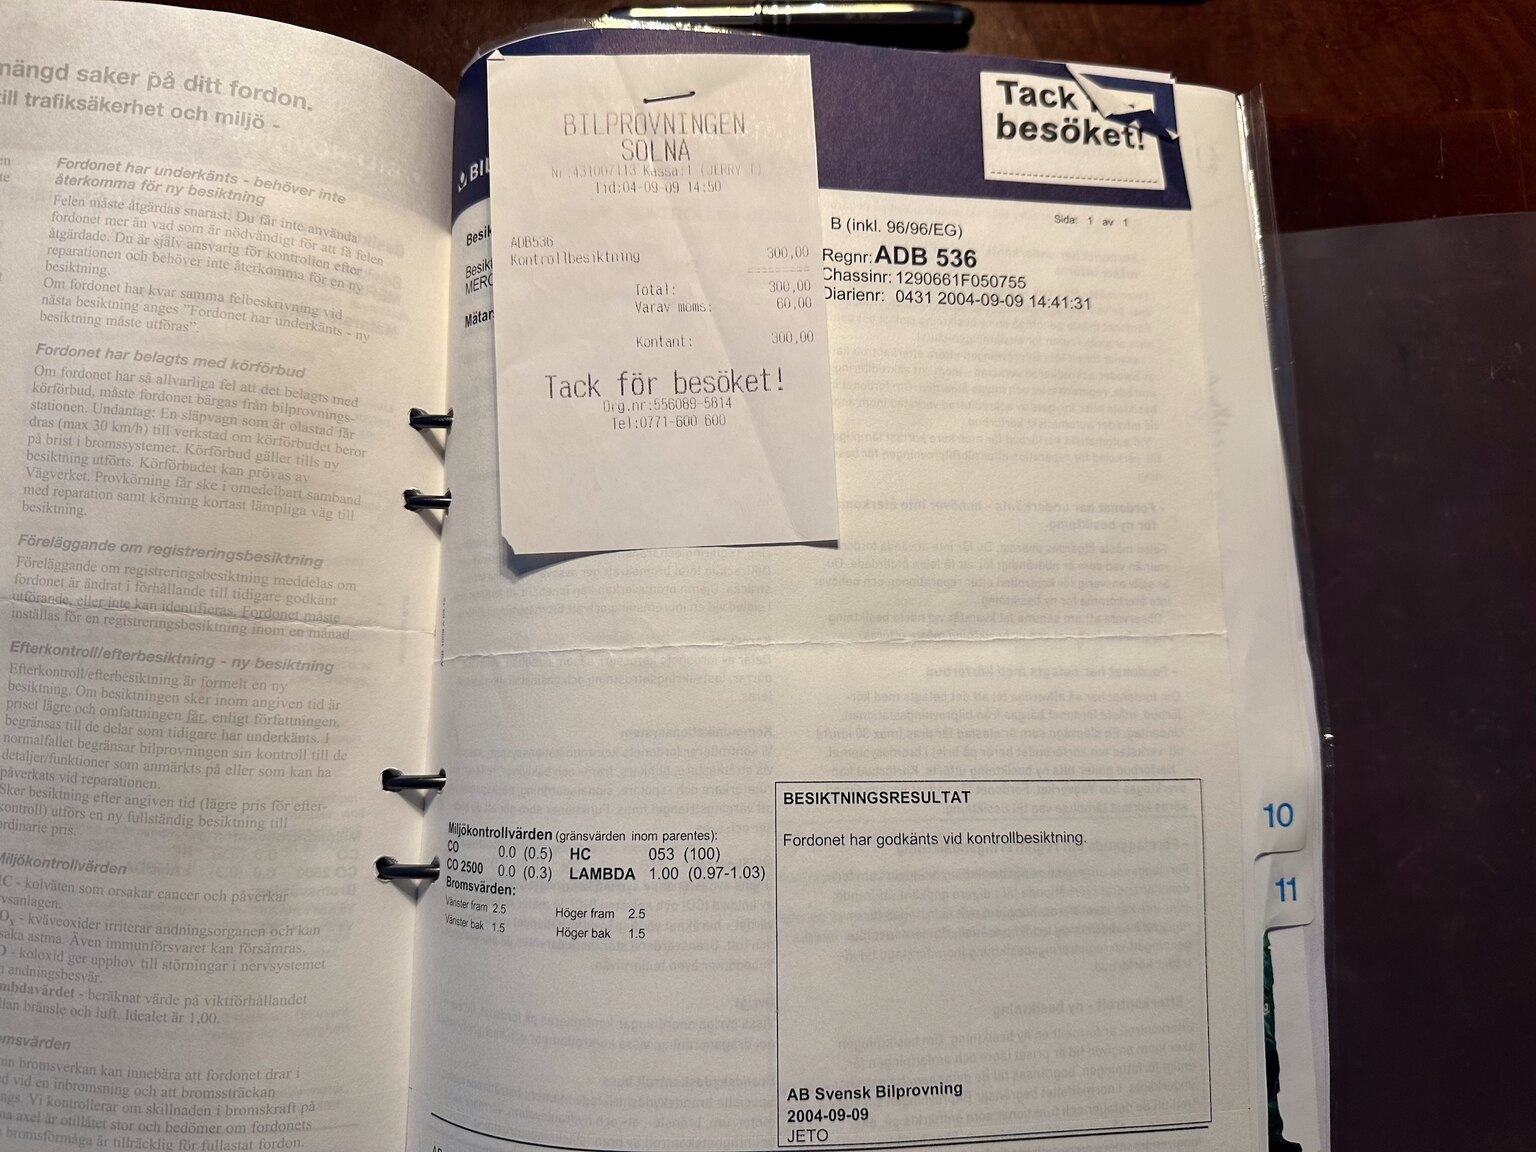 mängd saker på ditt fordon.
till trafiksäkerhet och miljö -
Fordonet har underkänts - behöver inte
återkomma för ny besiktning
Felen måste åtgärdas snarast. Du får inte använda
fordonet mer än vad som är nödvändigt för att få felen
åtgärdade. Du är själv ansvarig för kontrollen efter
reparationen och behöver inte återkomma för en ny
besiktning.
Om fordonet har kvar samma felbeskrivning vid
nästa besiktning anges "Fordonet har underkänts - ny
besiktning måste utföras".
Fordonet har belagts med körförbud
Om fordonet har så allvarliga fel att det belagts med
körförbud, måste fordonet bärgas från bilprovnings-
stationen. Undantag: En släpvagn som är olastad får
dras (max 30 km/h) till verkstad om körförbudet beror
på brist i bromssystemet. Körförbud gäller tills ny
besiktning utförts. Körförbudet kan prövas av
Vägverket. Provkörning får ske i omedelbart samband
med reparation samt körning kortast lämpliga väg till
besiktning.
Föreläggande om registreringsbesiktning
Föreläggande om registreringsbesiktning meddelas om
fordonet är ändrat i förhållande till tidigare godkänt
utförande, eller inte kan identifieras. Fordonet måste
inställas för en registreringsbesiktning inom en månad.
Efterkontroll/efterbesiktning - ny besiktning
Efterkontroll/efterbesiktning är formelt en ny
besiktning. Om besiktningen sker inom angiven tid är
priset lägre och omfattningen får, enligt författningen,
begränsas till de delar som tidigare har underkänts. I
normalfallet begränsar bilprovningen sin kontroll till de
detaljer/funktioner som anmärkts på eller som kan ha
påverkats vid reparationen.
Sker besiktning efter angiven tid (lägre pris för efter-
kontroll) utförs en ny fullständig besiktning till
ordinarie pris.
Miljökontrollvärden
HC - kolväten som orsakar cancer och påverkar
- kväveoxider irriterar andningsorganen och kan
astma. Även immunförsvaret kan försämras.
- koloxid ger upphov till störningar i nervsystemet
andningsbesvär.
- beräknat värde på viktförhållandet
bränsle och luft. Idealet är 1,00.
bromsverkan kan innebära att fordonet drar i
vid en inbromsning och att bromssträckan
Vi kontrollerar om skillnaden i bromskraft på
axel är otillåtet stor och bedömer om fordonets
bromsförmåga är tillräcklig för fullastat fordon.
BILPROVNINGEN
SOLNA
Nr:431007113 Kassa:1 (JERRY T)
Tid:04-09-09 14:50
ADB536
Kontrollbesiktning 300,00
Total: 300,00
Varav moms: 60,00
Kontant: 300,00
Tack för besöket!
Org.nr:556089-5814
Tel:0771-600 600
BIL
Tack
besöket!
Sida: 1 av 1
B (inkl. 96/96/EG)
Regnr: ADB 536
Chassinr: 1290661F050755
Diarienr: 0431 2004-09-09 14:41:31
Besik
Besikt
MERC
Mätar
Miljökontrollvärden (gränsvärden inom parentes):
CO 0.0 (0.5) HC 053 (100)
CO 2500 0.0 (0.3) LAMBDA 1.00 (0.97-1.03)
Bromsvärden:
Vänster fram 2.5 Höger fram 2.5
Vänster bak 1.5 Höger bak 1.5
BESIKTNINGSRESULTAT
Fordonet har godkänts vid kontrollbesiktning.
AB Svensk Bilprovning
2004-09-09
JETO
10
11